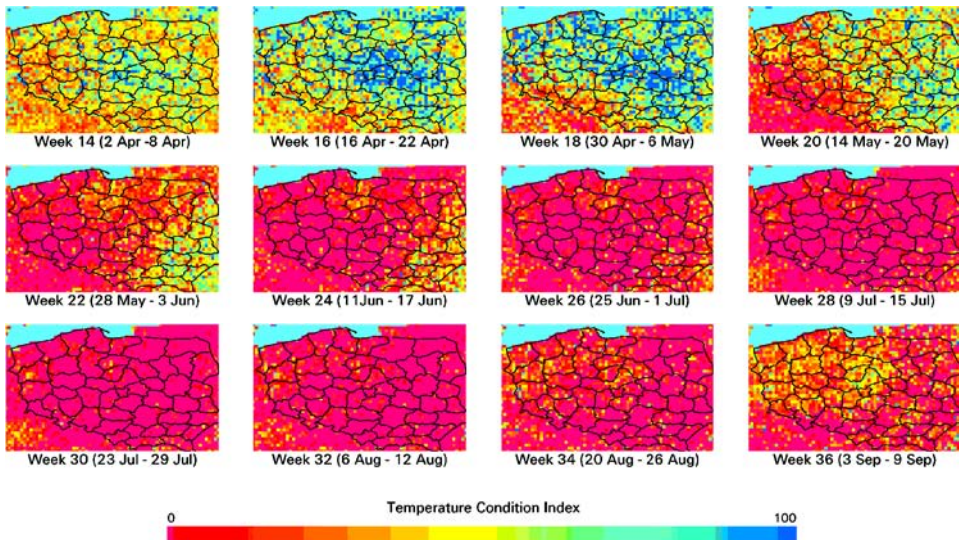 Week 14 (2 Apr -8 Apr)
Week 16 (16 Apr - 22 Apr)
Week 18 (30 Apr - 6 May)
Week 20 (14 May - 20 May)
Week 22 (28 May - 3 Jun)
Week 24 (11Jun - 17 Jun)
Week 26 (25 Jun - 1 Jul)
Week 28 (9 Jul - 15 Jul)
Week 30 (23 Jul - 29 Jul)
Week 32 (6 Aug - 12 Aug)
Week 34 (20 Aug - 26 Aug)
Week 36 (3 Sep - 9 Sep)
Temperature Condition Index
0
100